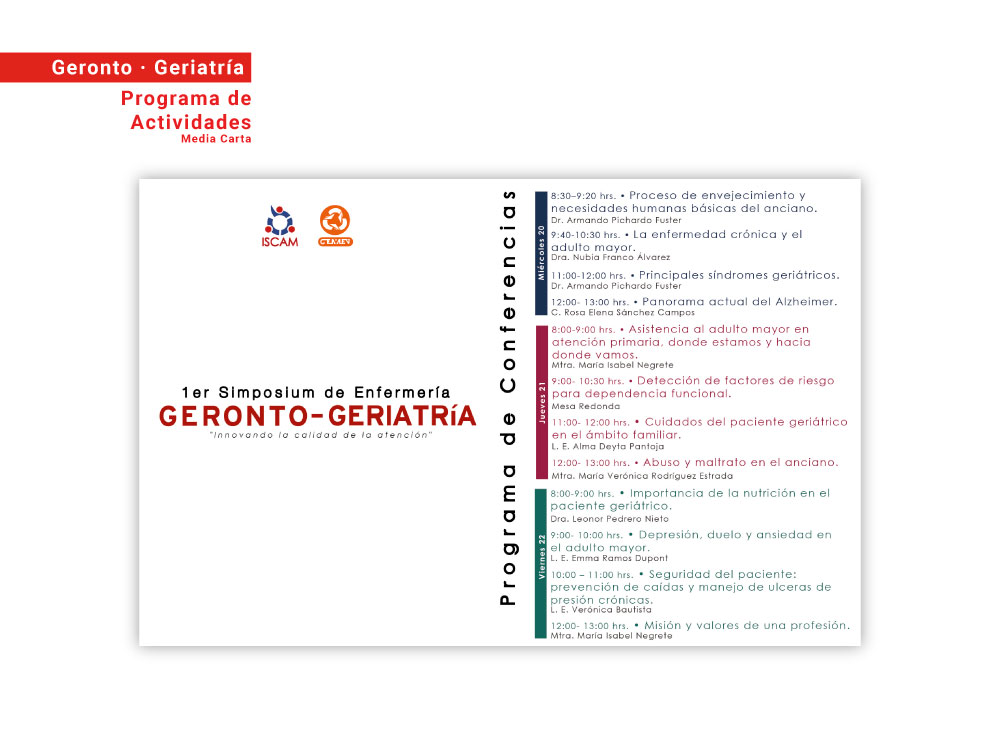 Geronto · Geriatría
Programa de
Actividades
Media Carta
ISCAM
1er Simposium de Enfermería
GERONTO-GERIATRíA
"Innovando la calidad de la atención"
Programa de Conferencias
Miércoles 20
8:30–9:20 hrs. • Proceso de envejecimiento y
necesidades humanas básicas del anciano.
Dr. Armando Pichardo Fuster
9:40-10:30 hrs. • La enfermedad crónica y el
adulto mayor.
Dra. Nubia Franco Álvarez
11:00-12:00 hrs. • Principales síndromes geriátricos.
Dr. Armando Pichardo Fuster
12:00- 13:00 hrs. • Panorama actual del Alzheimer.
C. Rosa Elena Sánchez Campos
Jueves 21
8:00-9:00 hrs. • Asistencia al adulto mayor en
atención primaria, donde estamos y hacia
donde vamos.
Mtra. María Isabel Negrete
9:00- 10:30 hrs. • Detección de factores de riesgo
para dependencia funcional.
Mesa Redonda
11:00- 12:00 hrs. • Cuidados del paciente geriátrico
en el ámbito familiar.
L. E. Alma Deyta Pantoja
12:00- 13:00 hrs. • Abuso y maltrato en el anciano.
Mtra. María Verónica Rodríguez Estrada
Viernes 22
8:00-9:00 hrs. • Importancia de la nutrición en el
paciente geriátrico.
Dra. Leonor Pedrero Nieto
9:00- 10:00 hrs. • Depresión, duelo y ansiedad en
el adulto mayor.
L. E. Emma Ramos Dupont
10:00 – 11:00 hrs. • Seguridad del paciente:
prevención de caídas y manejo de ulceras de
presión crónicas.
L. E. Verónica Bautista
12:00- 13:00 hrs. • Misión y valores de una profesión.
Mtra. María Isabel Negrete